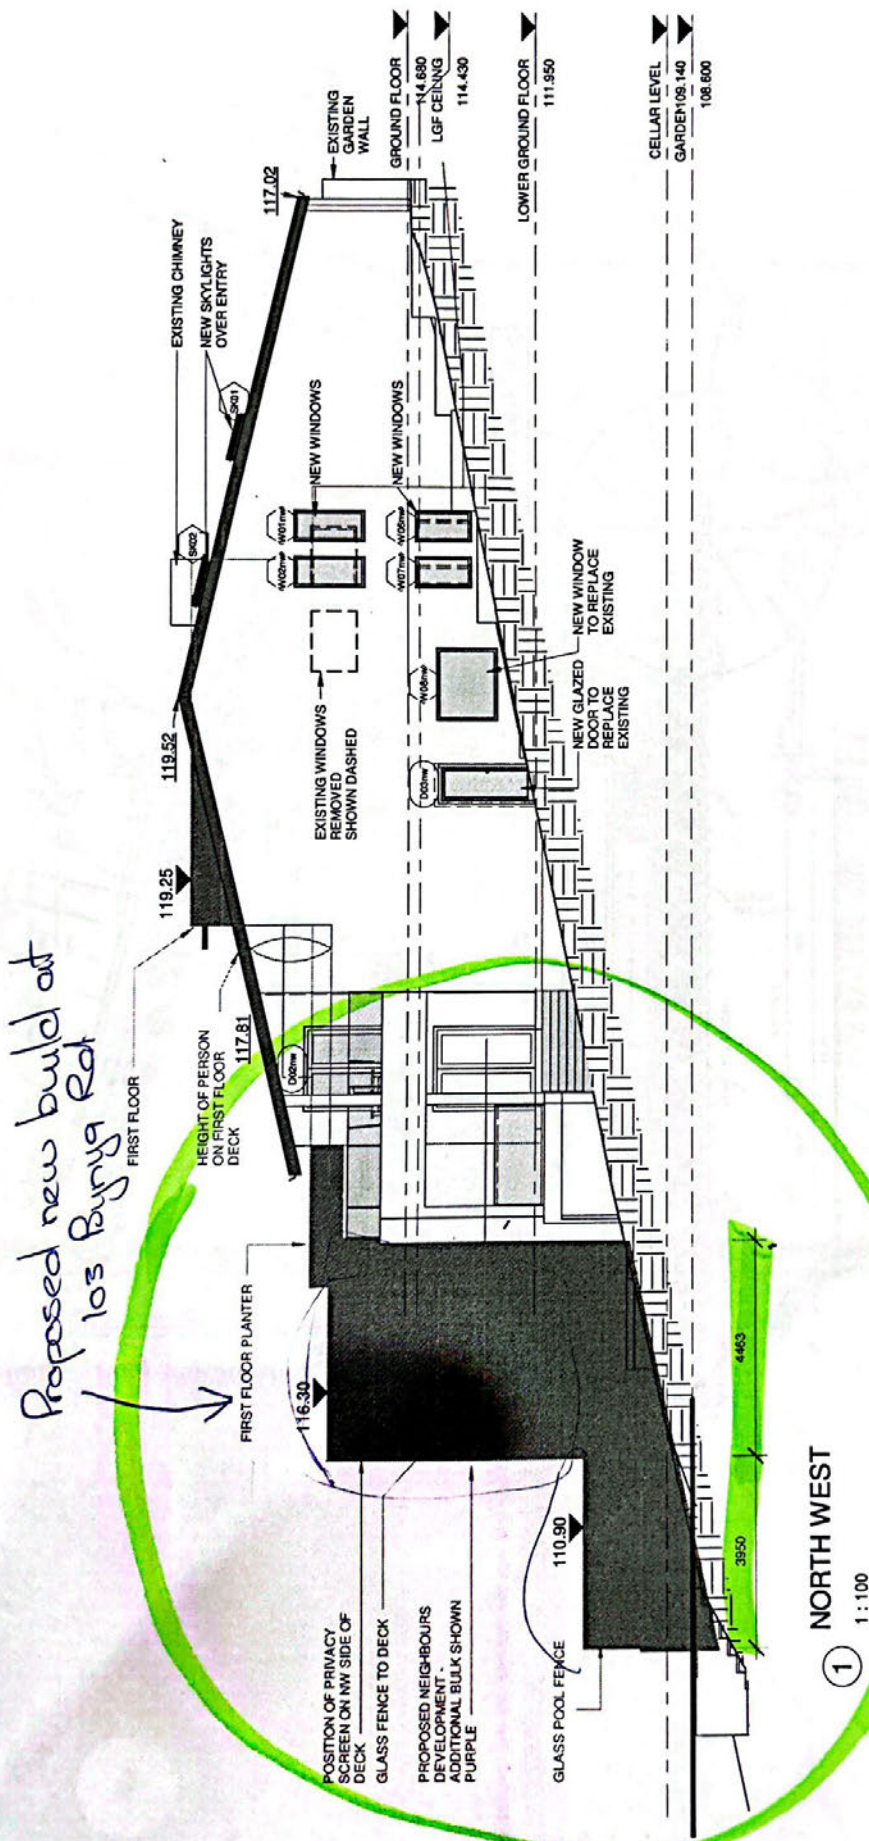 Proposed new build at
103 Bynya Rd
FIRST FLOOR
HEIGHT OF PERSON
ON FIRST FLOOR
DECK
117.81
119.25
119.52
EXISTING CHIMNEY
NEW SKYLIGHTS
OVER ENTRY
SK02
SK01
117.02
EXISTING
GARDEN
WALL
FIRST FLOOR PLANTER
116.30
POSITION OF PRIVACY
SCREEN ON NW SIDE OF
DECK
GLASS FENCE TO DECK
PROPOSED NEIGHBOURS
DEVELOPMENT -
ADDITIONAL BULK SHOWN
PURPLE
110.90
GLASS POOL FENCE
D02nw
EXISTING WINDOWS
REMOVED
SHOWN DASHED
W02nw
W01nw
NEW WINDOWS
W07nw
W06nw
NEW WINDOWS
W08nw
D03nw
NEW GLAZED
DOOR TO
REPLACE
EXISTING
NEW WINDOW
TO REPLACE
EXISTING
GROUND FLOOR
114.680
LGF CEILING
114.430
LOWER GROUND FLOOR
111.950
CELLAR LEVEL
109.140
GARDEN
108.600
3950
4463
1
NORTH WEST
1 : 100